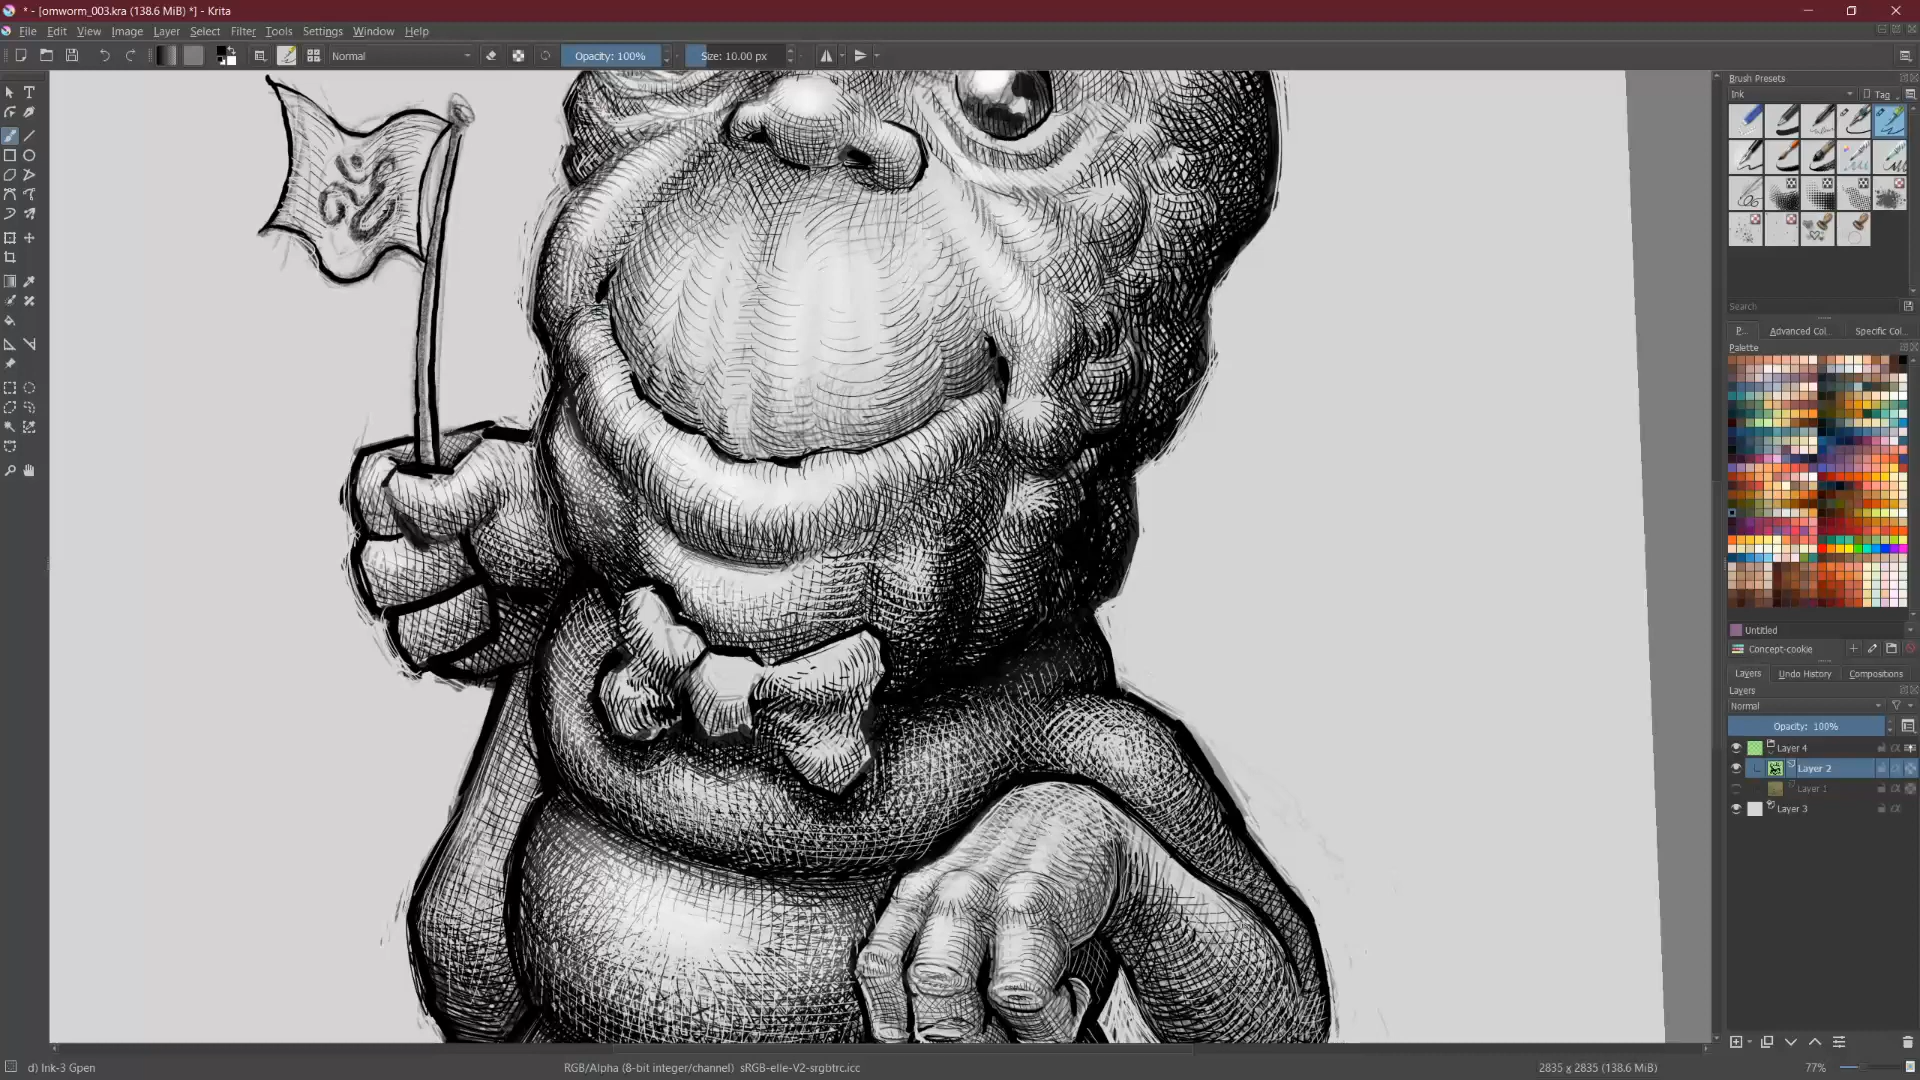 * - [omworm_003.kra (138.6 MiB) *] - Krita
File Edit View Image Layer Select Filter Tools Settings Window Help
Normal Opacity: 100% Size: 10.00 px
Brush Presets
Ink Tag
Search
P... Advanced Col... Specific Col...
Palette
Untitled
Concept-cookie
Layers Undo History Compositions
Layers
Normal
Opacity: 100%
Layer 4
Layer 2
Layer 1
Layer 3
d) Ink-3 Gpen RGB/Alpha (8-bit integer/channel) sRGB-elle-V2-srgbtrc.icc 2835 x 2835 (138.6 MiB) 77%